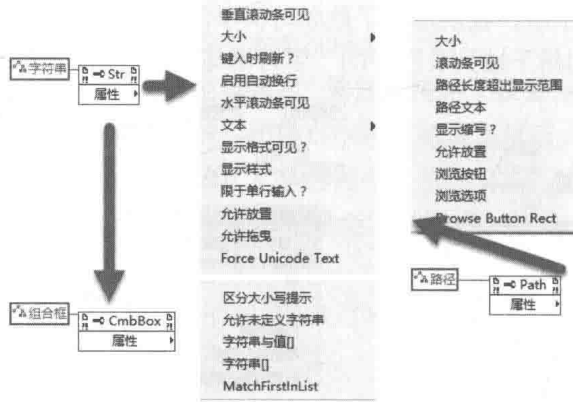 字符串
Str
属性
垂直滚动条可见
大小
键入时刷新？
启用自动换行
水平滚动条可见
文本
显示格式可见？
显示样式
限于单行输入？
允许放置
允许拖曳
Force Unicode Text
大小
滚动条可见
路径长度超出显示范围
路径文本
显示缩写？
允许放置
浏览按钮
浏览选项
Browse Button Rect
组合框
CmbBox
属性
区分大小写提示
允许未定义字符串
字符串与值[]
字符串[]
MatchFirstInList
路径
Path
属性